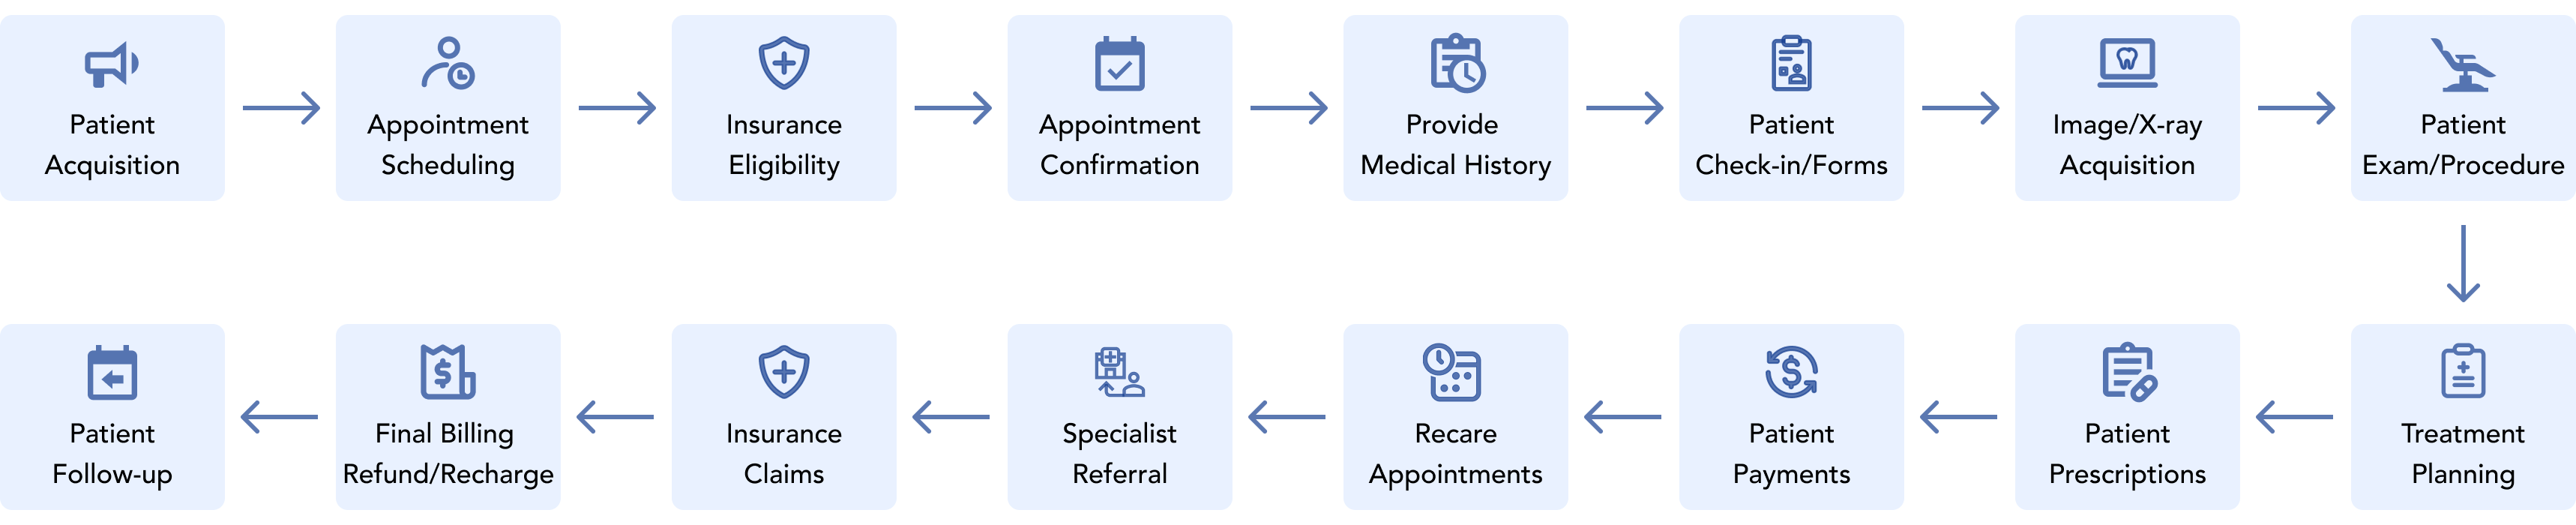 Patient
Acquisition
Appointment
Scheduling
Insurance
Eligibility
Appointment
Confirmation
Provide
Medical History
Patient
Check-in/Forms
Image/X-ray
Acquisition
Patient
Exam/Procedure
Treatment
Planning
Patient
Prescriptions
Patient
Payments
Recare
Appointments
Specialist
Referral
Insurance
Claims
Final Billing
Refund/Recharge
Patient
Follow-up